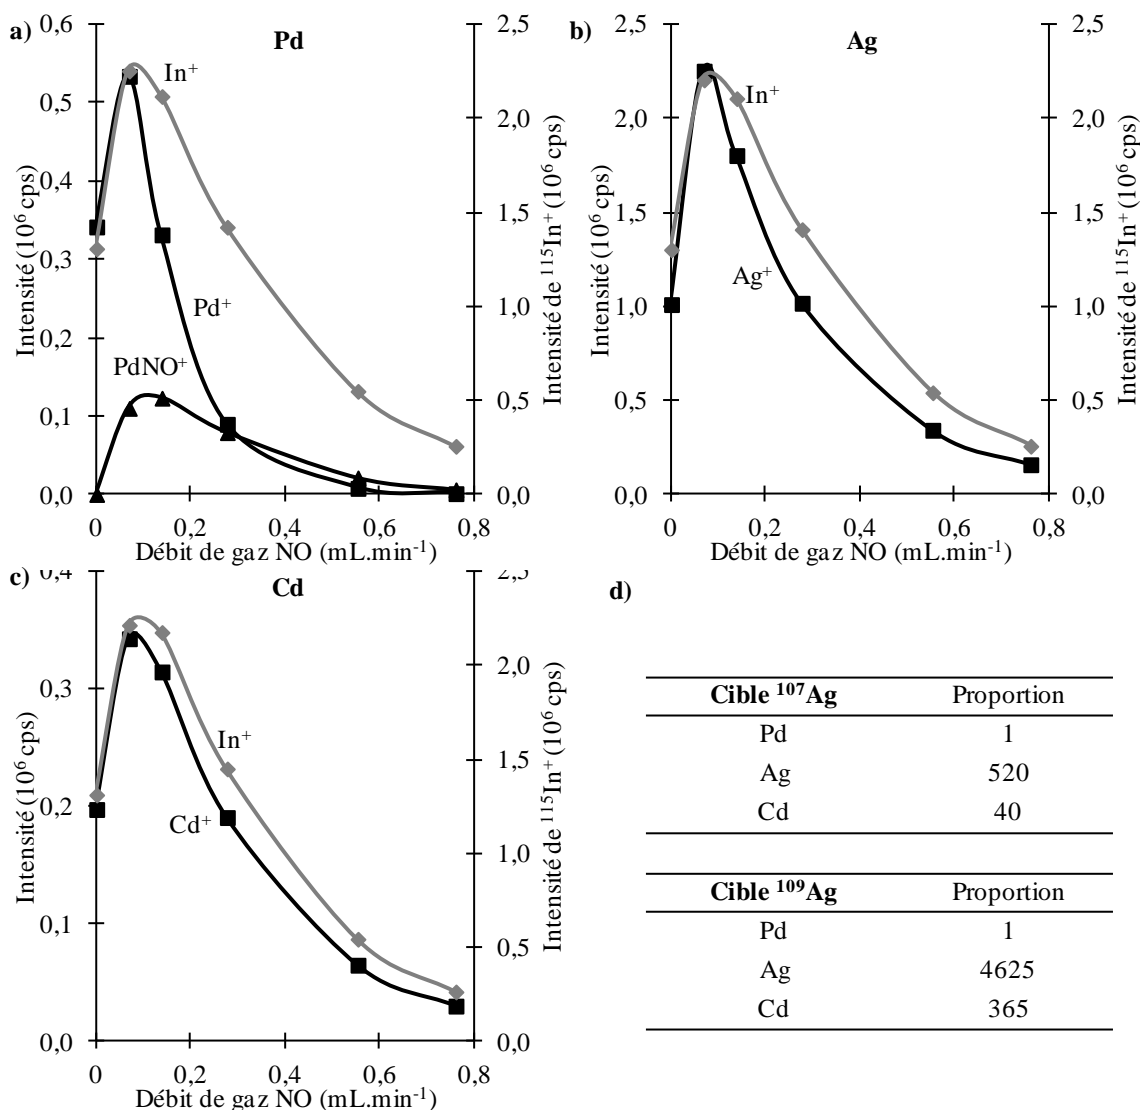 a)
Pd
0,6
0,5
0,4
0,3
0,2
0,1
0,0
Intensité (10⁶ cps)
In⁺
Pd⁺
PdNO⁺
2,5
2,0
1,5
1,0
0,5
0,0
Intensité de ¹¹⁵In⁺ (10⁶ cps)
0 0,2 0,4 0,6 0,8
Débit de gaz NO (mL.min⁻¹)
b)
Ag
2,5
2,0
1,5
1,0
0,5
0,0
Intensité (10⁶ cps)
In⁺
Ag⁺
2,5
2,0
1,5
1,0
0,5
0,0
Intensité de ¹¹⁵In⁺ (10⁶ cps)
0 0,2 0,4 0,6 0,8
Débit de gaz NO (mL.min⁻¹)
c)
Cd
0,4
0,3
0,2
0,1
0,0
Intensité (10⁶ cps)
In⁺
Cd⁺
2,5
2,0
1,5
1,0
0,5
0,0
Intensité de ¹¹⁵In⁺ (10⁶ cps)
0 0,2 0,4 0,6 0,8
Débit de gaz NO (mL.min⁻¹)
d)
Cible ¹⁰⁷Ag Proportion
Pd 1
Ag 520
Cd 40
Cible ¹⁰⁹Ag Proportion
Pd 1
Ag 4625
Cd 365